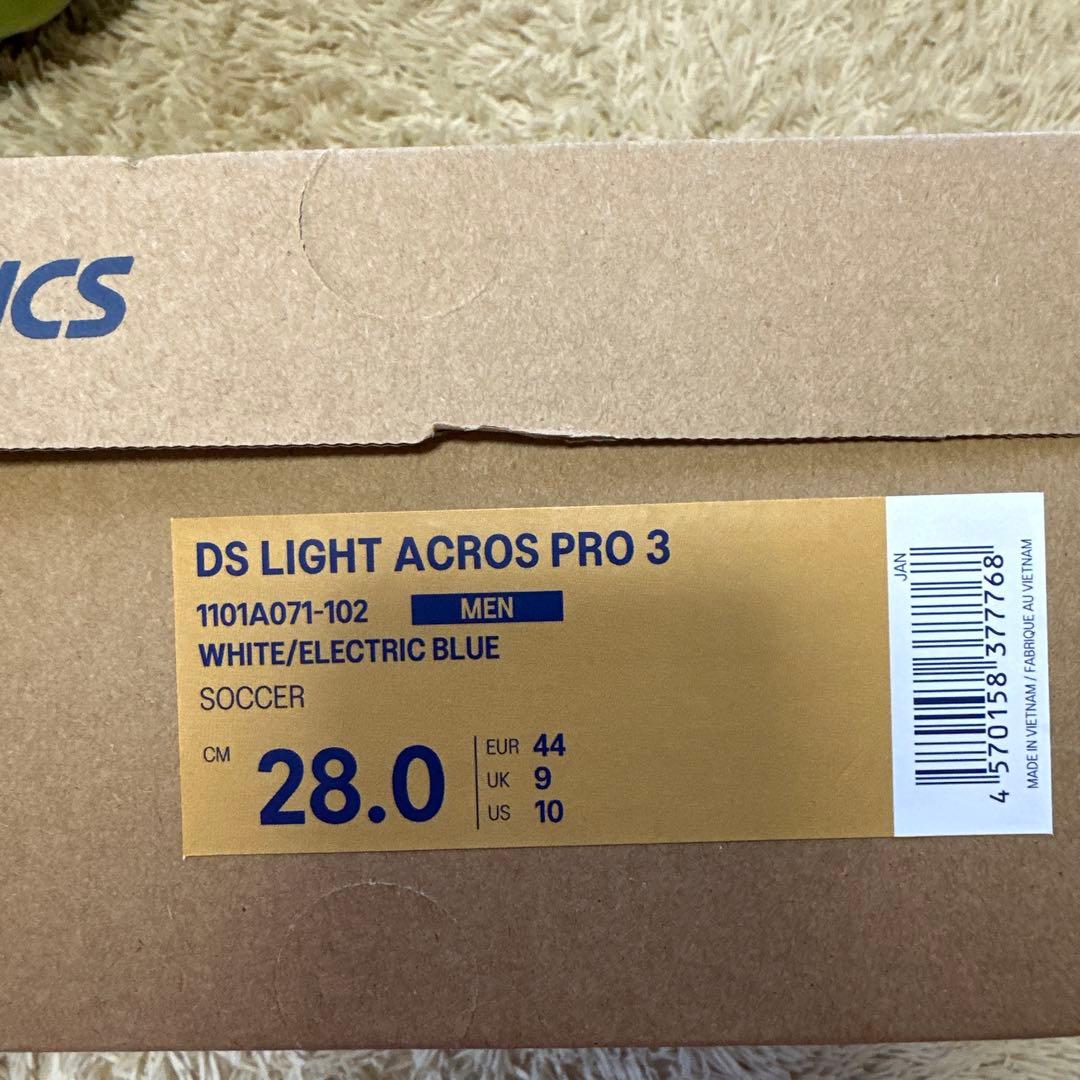 ICS
DS LIGHT ACROS PRO 3
1101A071-102 MEN
WHITE/ELECTRIC BLUE
SOCCER
CM 28.0
EUR 44
UK 9
US 10
JAN
4 570158 377768
MADE IN VIETNAM / FABRIQUE AU VIETNAM